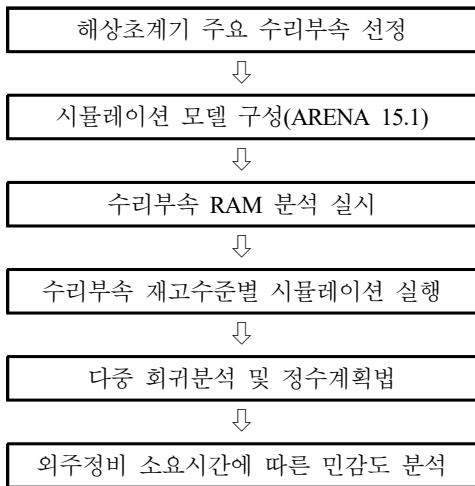 해상초계기 주요 수리부속 선정
시뮬레이션 모델 구성(ARENA 15.1)
수리부속 RAM 분석 실시
수리부속 재고수준별 시뮬레이션 실행
다중 회귀분석 및 정수계획법
외주정비 소요시간에 따른 민감도 분석